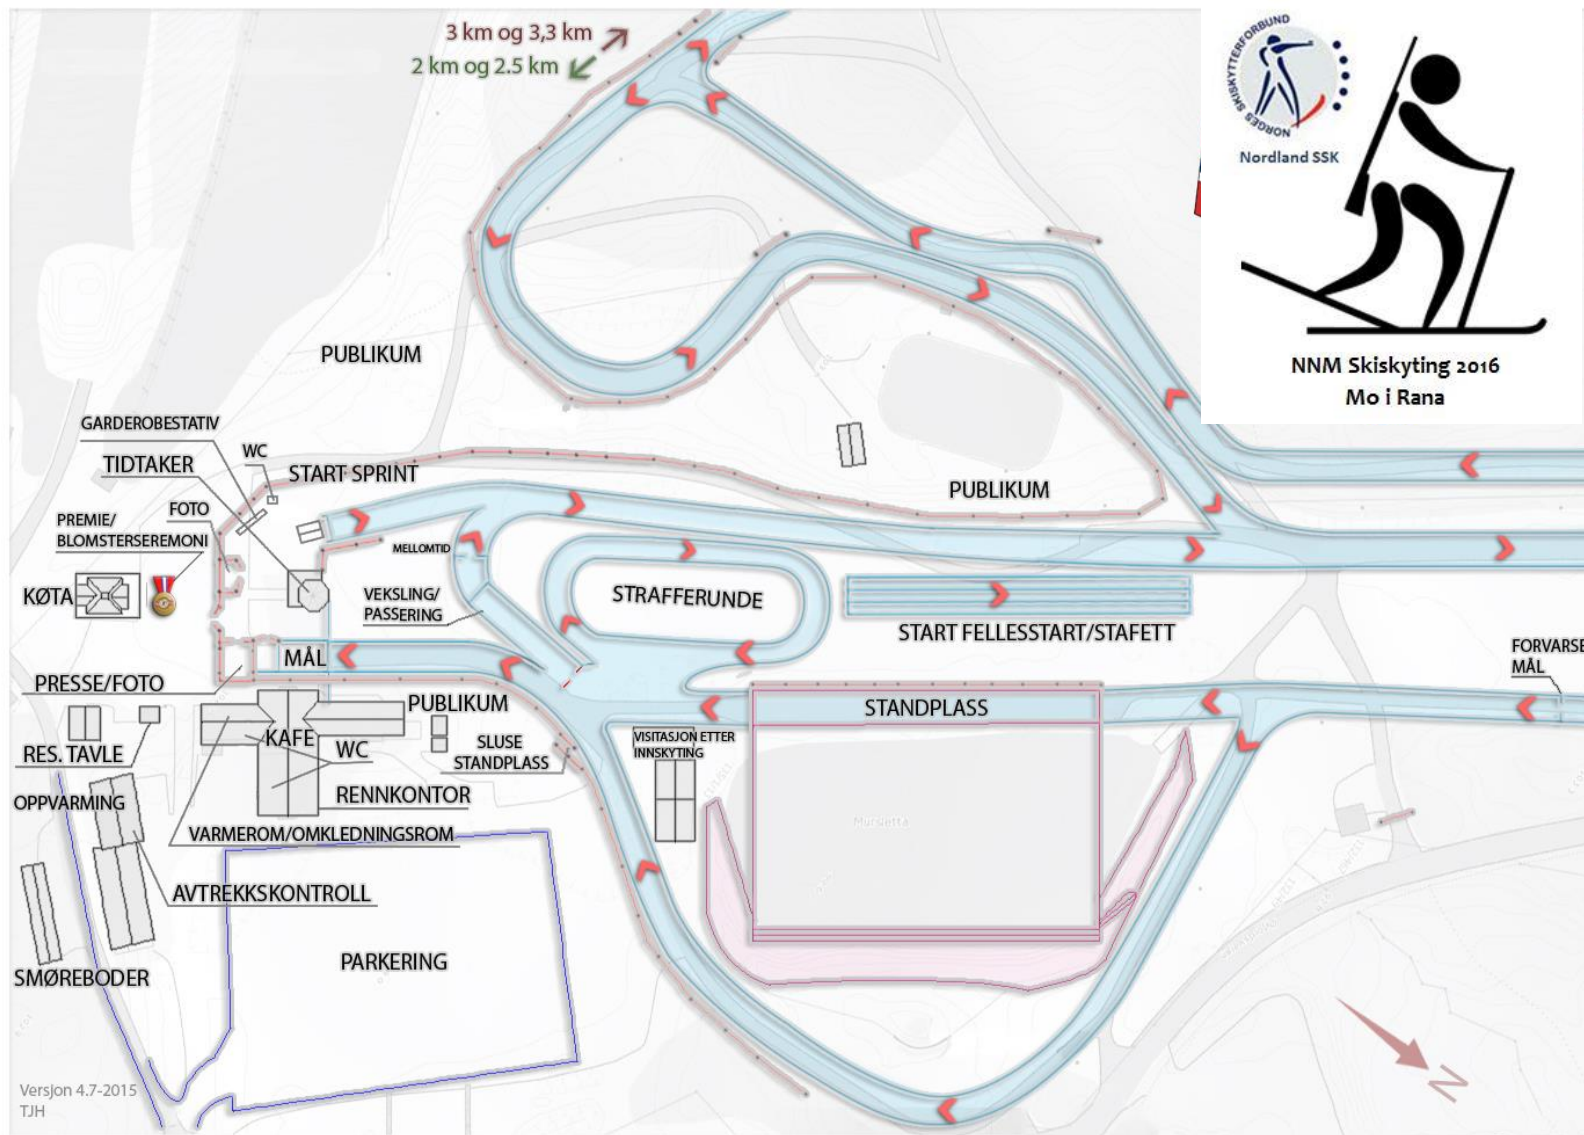 3 km og 3,3 km
2 km og 2.5 km
NORGES SKISKYTTERFORBUND
Nordland SSK
NNM Skiskyting 2016
Mo i Rana
PUBLIKUM
GARDEROBESTATIV
WC
TIDTAKER
START SPRINT
PUBLIKUM
FOTO
PREMIE/
BLOMSTERSEREMONI
MELLOMTID
KØTA
VEKSLING/
PASSERING
STRAFFERUNDE
START FELLESSTART/STAFETT
MÅL
FORVARSE
MÅL
PRESSE/FOTO
PUBLIKUM
STANDPLASS
KAFE
WC
SLUSE
STANDPLASS
VISITASJON ETTER
INNSKYTING
RES. TAVLE
OPPVARMING
RENNKONTOR
VARMEROM/OMKLEDNINGSROM
Mursletta
AVTREKKSKONTROLL
PARKERING
SMØREBODER
N
Versjon 4.7-2015
TJH